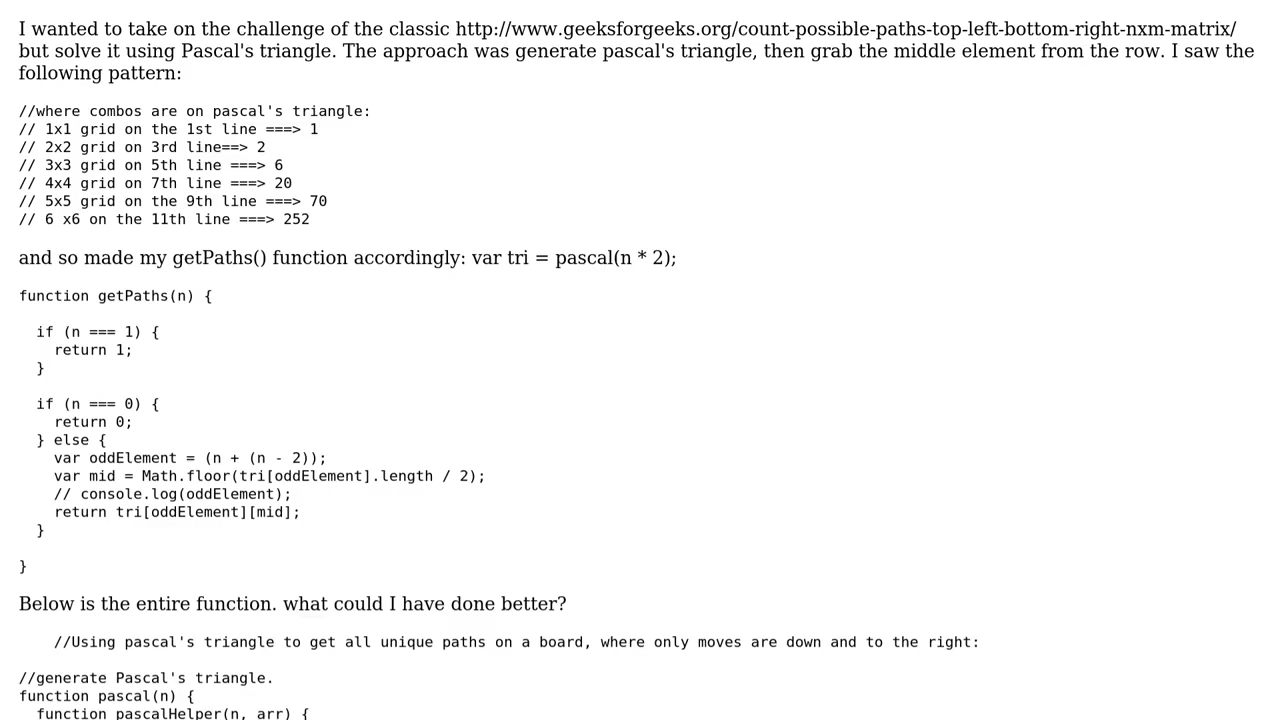 I wanted to take on the challenge of the classic http://www.geeksforgeeks.org/count-possible-paths-top-left-bottom-right-nxm-matrix/
but solve it using Pascal's triangle. The approach was generate pascal's triangle, then grab the middle element from the row. I saw the
following pattern:
//where combos are on pascal's triangle:
// 1x1 grid on the 1st line ===> 1
// 2x2 grid on 3rd line==> 2
// 3x3 grid on 5th line ===> 6
// 4x4 grid on 7th line ===> 20
// 5x5 grid on the 9th line ===> 70
// 6 x6 on the 11th line ===> 252
and so made my getPaths() function accordingly: var tri = pascal(n * 2);
function getPaths(n) {
  if (n === 1) {
    return 1;
  }
  if (n === 0) {
    return 0;
  } else {
    var oddElement = (n + (n - 2));
    var mid = Math.floor(tri[oddElement].length / 2);
    // console.log(oddElement);
    return tri[oddElement][mid];
  }
}
Below is the entire function. what could I have done better?
    //Using pascal's triangle to get all unique paths on a board, where only moves are down and to the right:
//generate Pascal's triangle.
function pascal(n) {
  function pascalHelper(n, arr) {